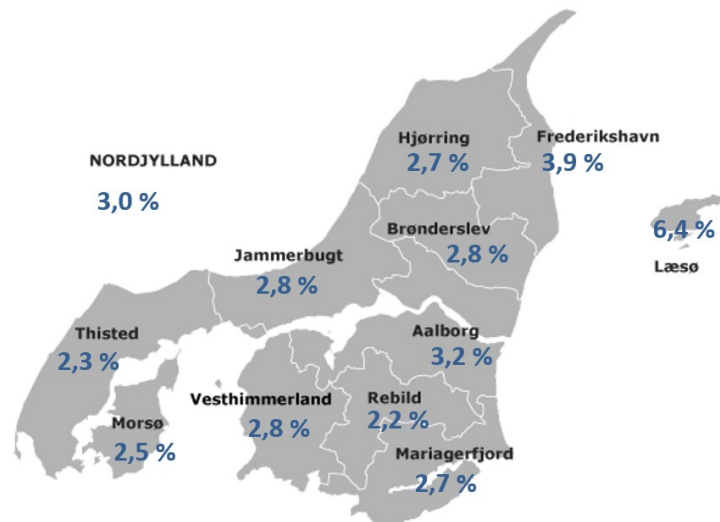 Hjørring
2,7 %
Frederikshavn
3,9 %
NORDJYLLAND
3,0 %
Brønderslev
2,8 %
6,4 %
Læsø
Jammerbugt
2,8 %
Thisted
2,3 %
Aalborg
3,2 %
Vesthimmerland
2,8 %
Rebild
2,2 %
Morsø
2,5 %
Mariagerfjord
2,7 %